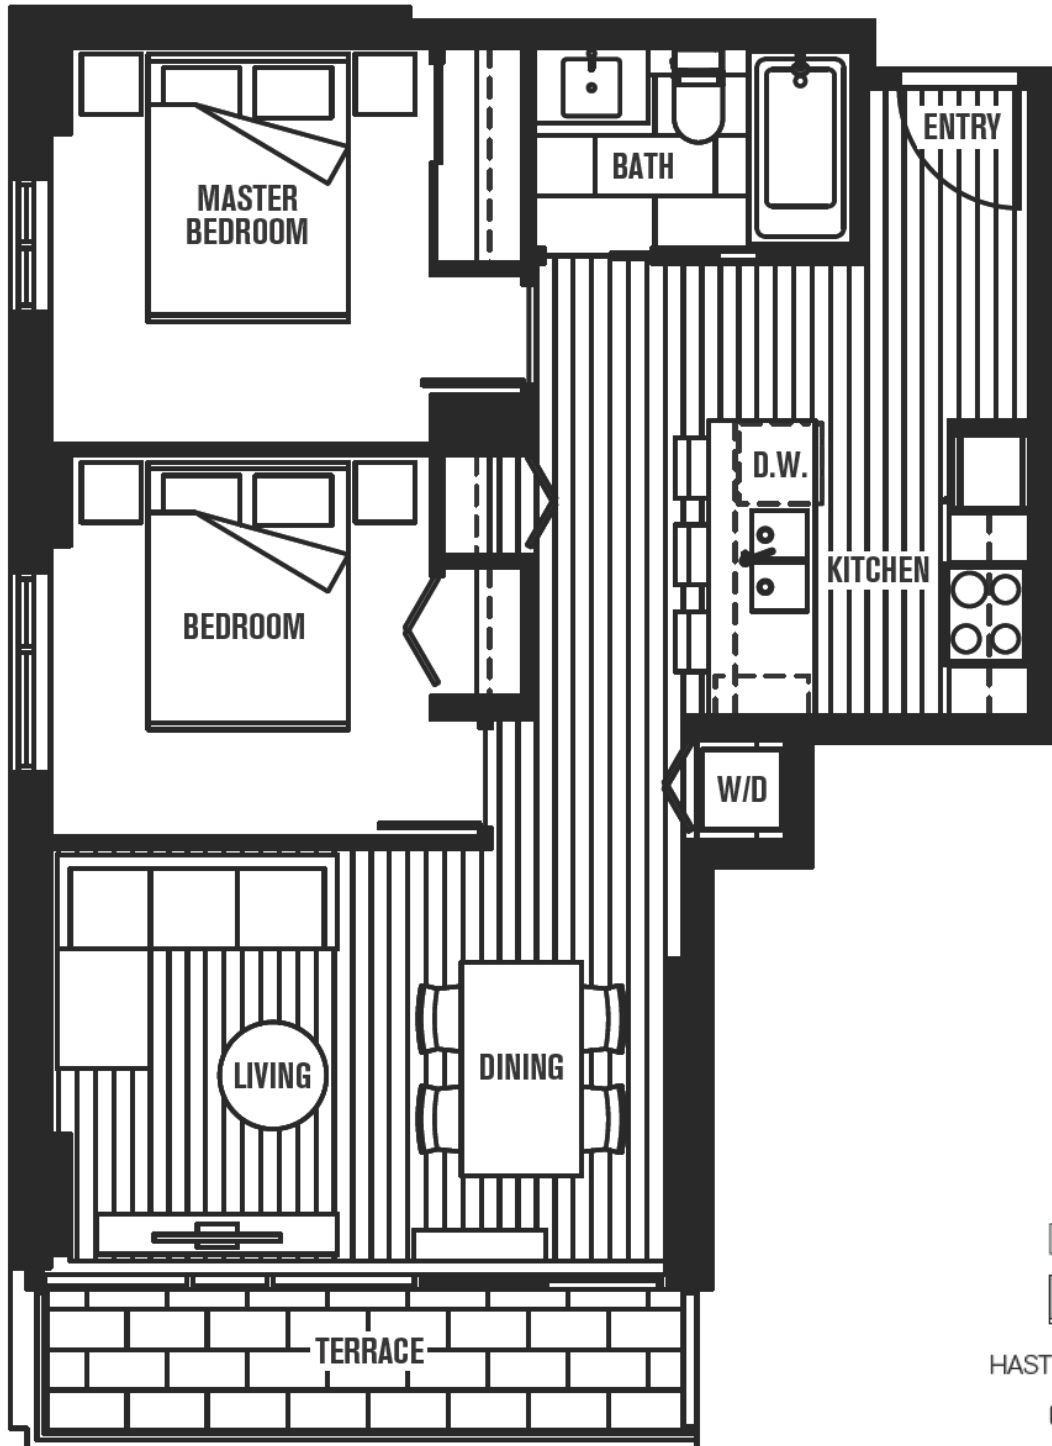 ENTRY
BATH
MASTER
BEDROOM
D.W.
KITCHEN
BEDROOM
W/D
DINING
LIVING
TERRACE
HAST